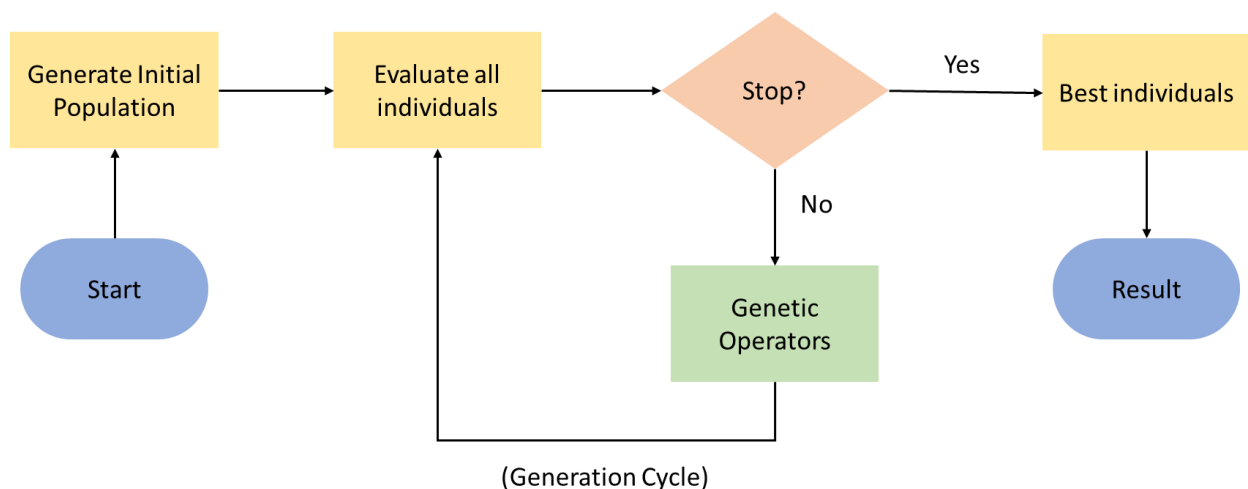 Generate Initial
Population
Evaluate all
individuals
Stop?
Yes
Best individuals
No
Start
Genetic
Operators
Result
(Generation Cycle)